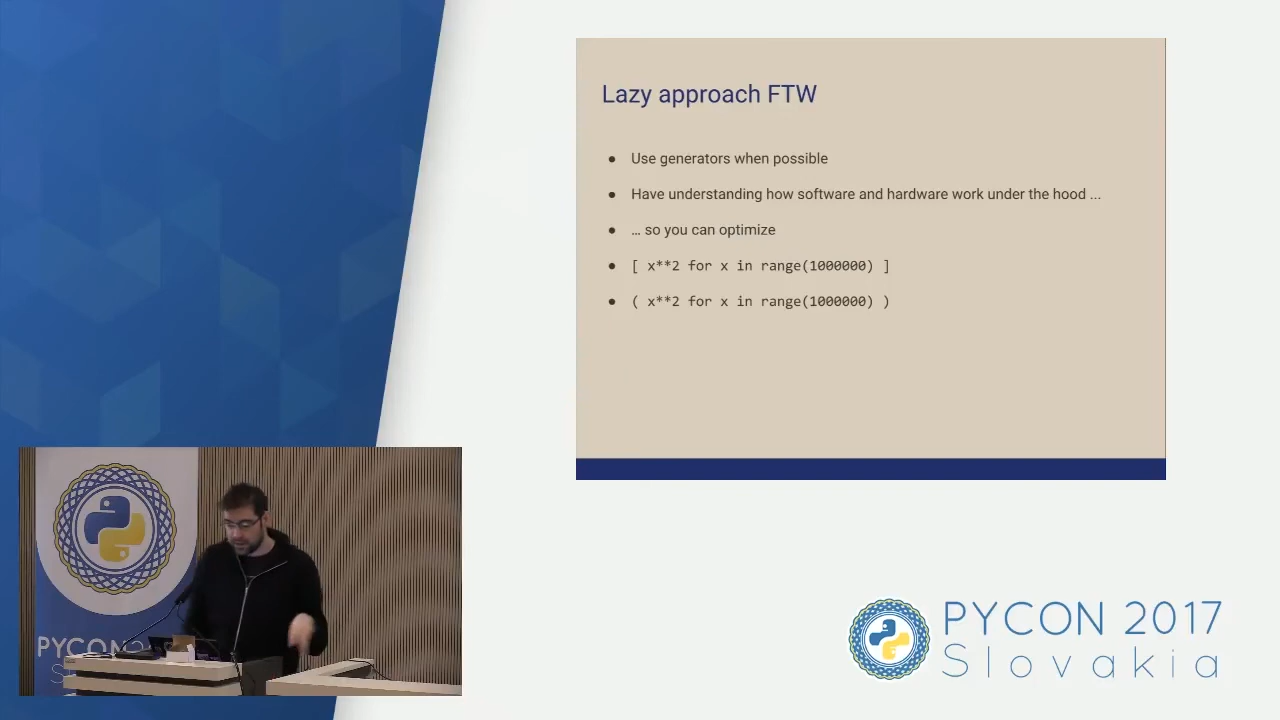 Lazy approach FTW
● Use generators when possible
● Have understanding how software and hardware work under the hood ...
● … so you can optimize
● [ x**2 for x in range(1000000) ]
● ( x**2 for x in range(1000000) )
PYCON 2017
Slovakia